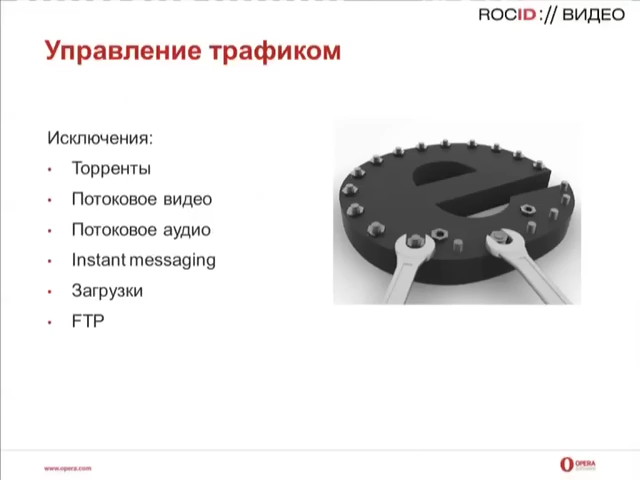 ROCID:// ВИДЕО
Управление трафиком
Исключения:
• Торренты
• Потоковое видео
• Потоковое аудио
• Instant messaging
• Загрузки
• FTP
www.opera.com
OPERA